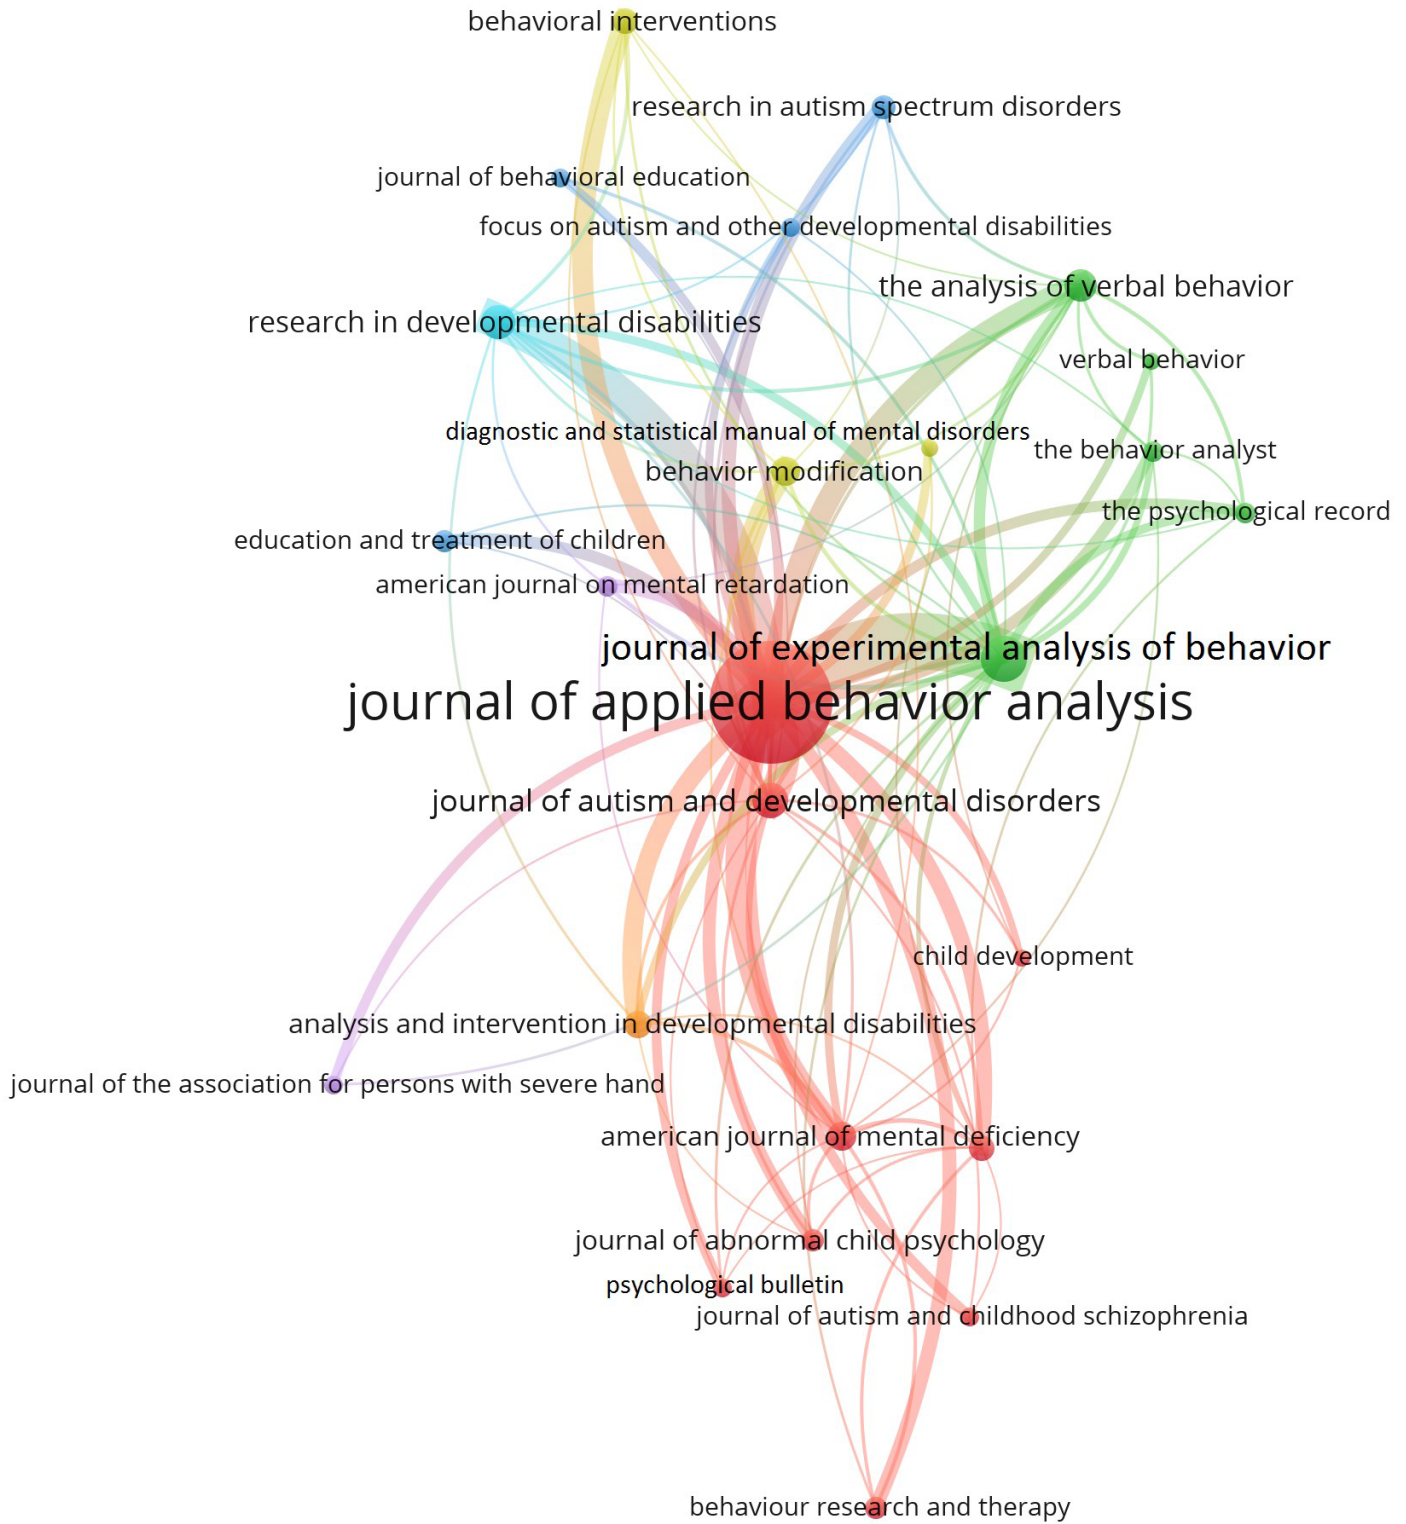 behavioral interventions
research in autism spectrum disorders
journal of behavioral education
focus on autism and other developmental disabilities
the analysis of verbal behavior
research in developmental disabilities
verbal behavior
diagnostic and statistical manual of mental disorders
the behavior analyst
behavior modification
the psychological record
education and treatment of children
american journal on mental retardation
journal of experimental analysis of behavior
journal of applied behavior analysis
journal of autism and developmental disorders
child development
analysis and intervention in developmental disabilities
journal of the association for persons with severe hand
american journal of mental deficiency
journal of abnormal child psychology
psychological bulletin
journal of autism and childhood schizophrenia
behaviour research and therapy